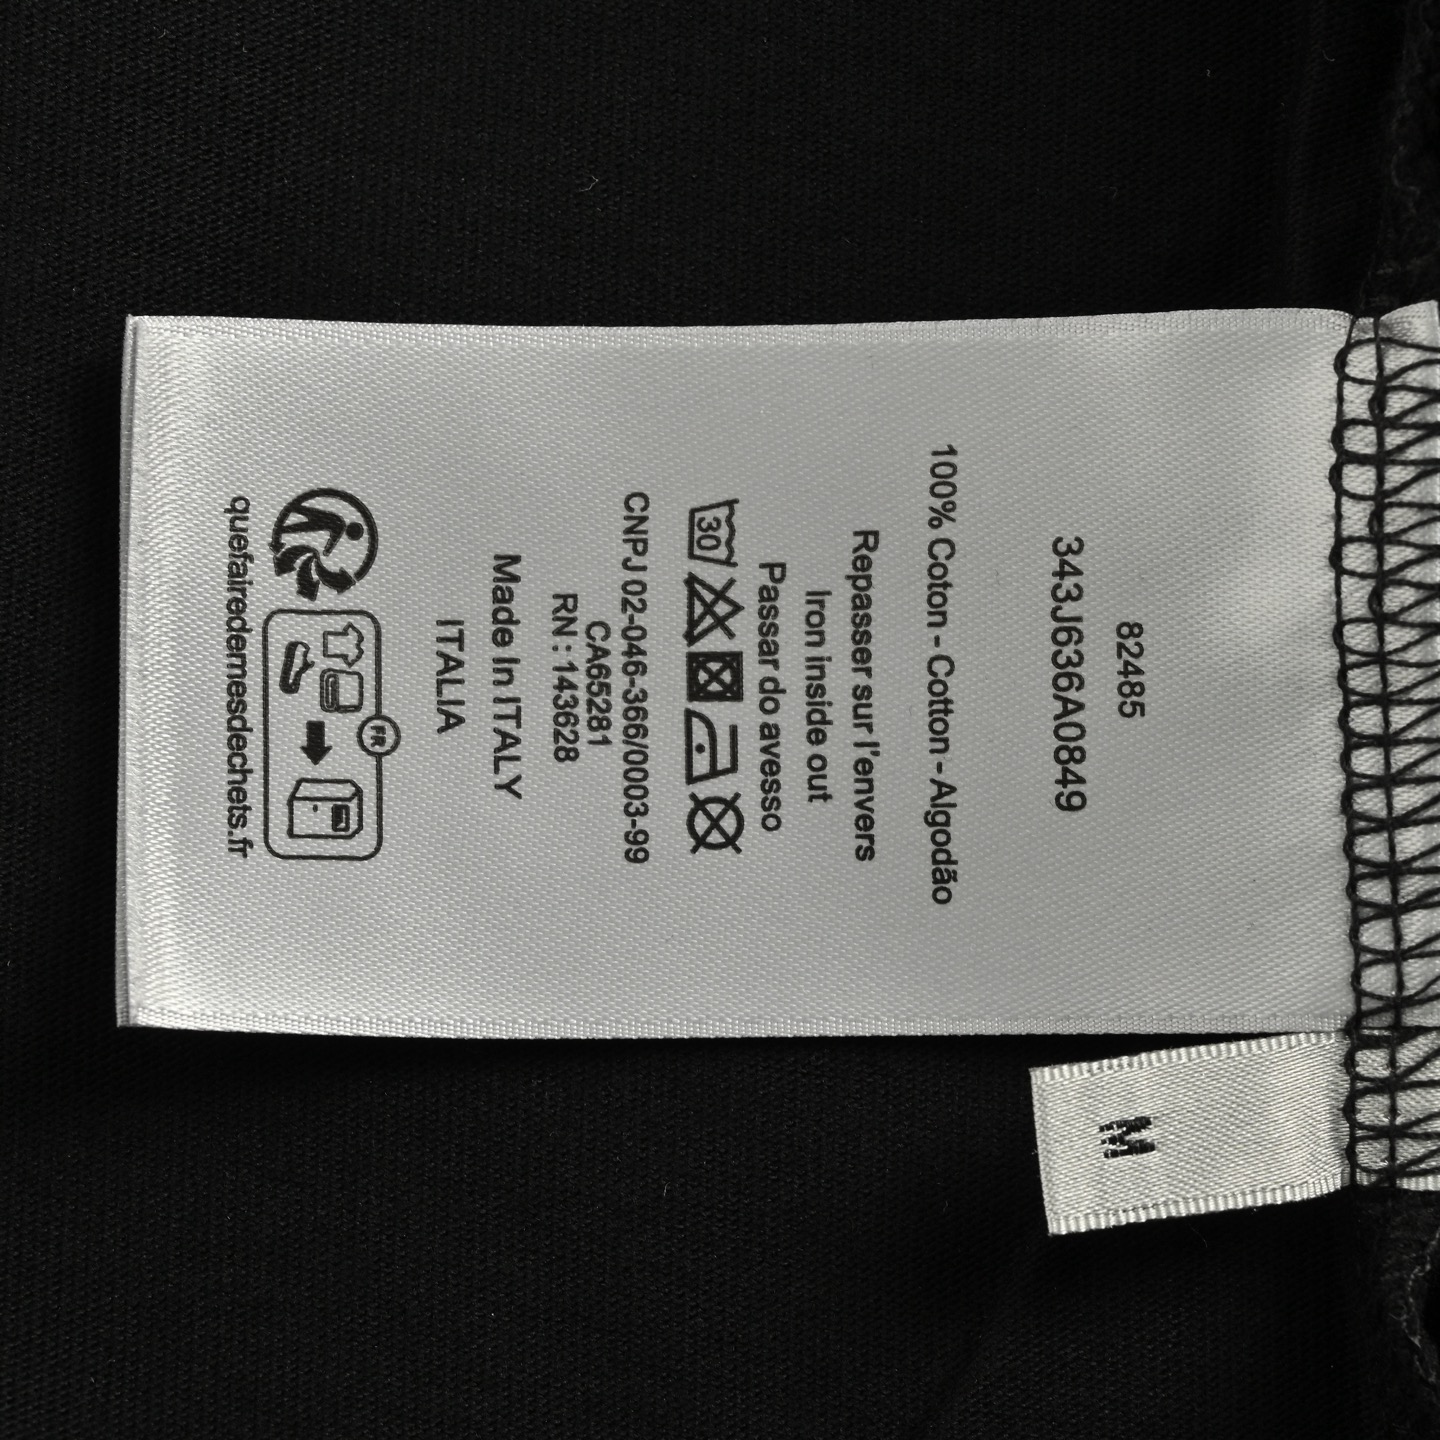 82485
343J636A0849
100% Coton - Cotton - Algodão
Repasser sur l'envers
Iron inside out
Passar do avesso
30
CNPJ 02-046-366/0003-99
CA65281
RN : 143628
Made In ITALY
ITALIA
FR
quefairedemesdechets.fr
M